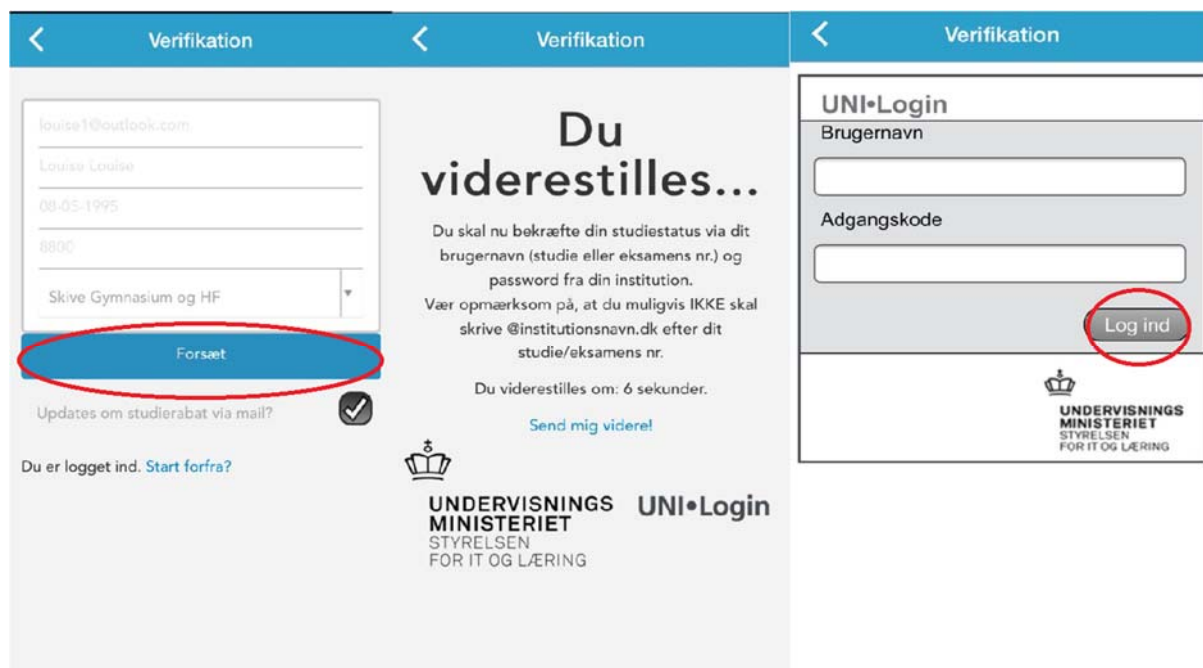 Verifikation
louise1@outlook.com
Louise Louise
08-05-1995
8800
Skive Gymnasium og HF
Forsæt
Updates om studierabat via mail?
Du er logget ind. Start forfra?
Verifikation
Du
viderestilles...
Du skal nu bekræfte din studiestatus via dit
brugernavn (studie eller eksamens nr.) og
password fra din institution.
Vær opmærksom på, at du muligvis IKKE skal
skrive @institutionsnavn.dk efter dit
studie/eksamens nr.
Du viderestilles om: 6 sekunder.
Send mig videre!
UNDERVISNINGS
MINISTERIET
STYRELSEN
FOR IT OG LÆRING
UNI•Login
Verifikation
UNI•Login
Brugernavn
Adgangskode
Log ind
UNDERVISNINGS
MINISTERIET
STYRELSEN
FOR IT OG LÆRING